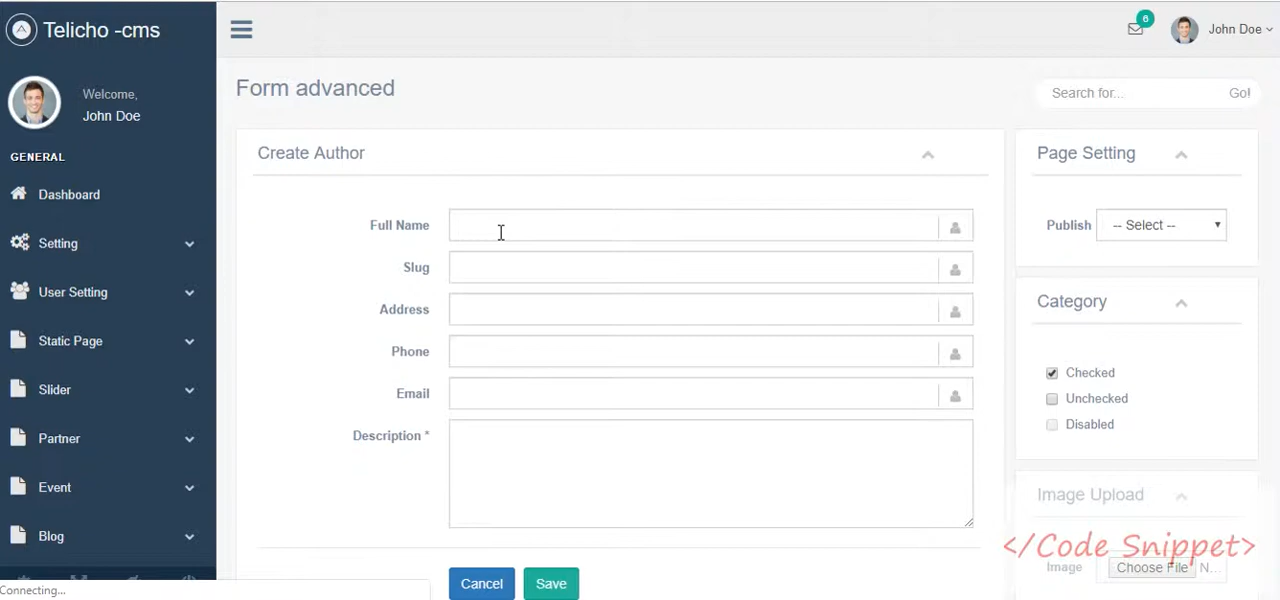 Telicho -cms
6
John Doe
Welcome,
John Doe
GENERAL
Dashboard
Setting
User Setting
Static Page
Slider
Partner
Event
Blog
Connecting...
Form advanced
Search for...
Go!
Create Author
Full Name
Slug
Address
Phone
Email
Description *
Cancel
Save
Page Setting
Publish
-- Select --
Category
Checked
Unchecked
Disabled
Image Upload
</Code Snippet>
Image
Choose File
N...